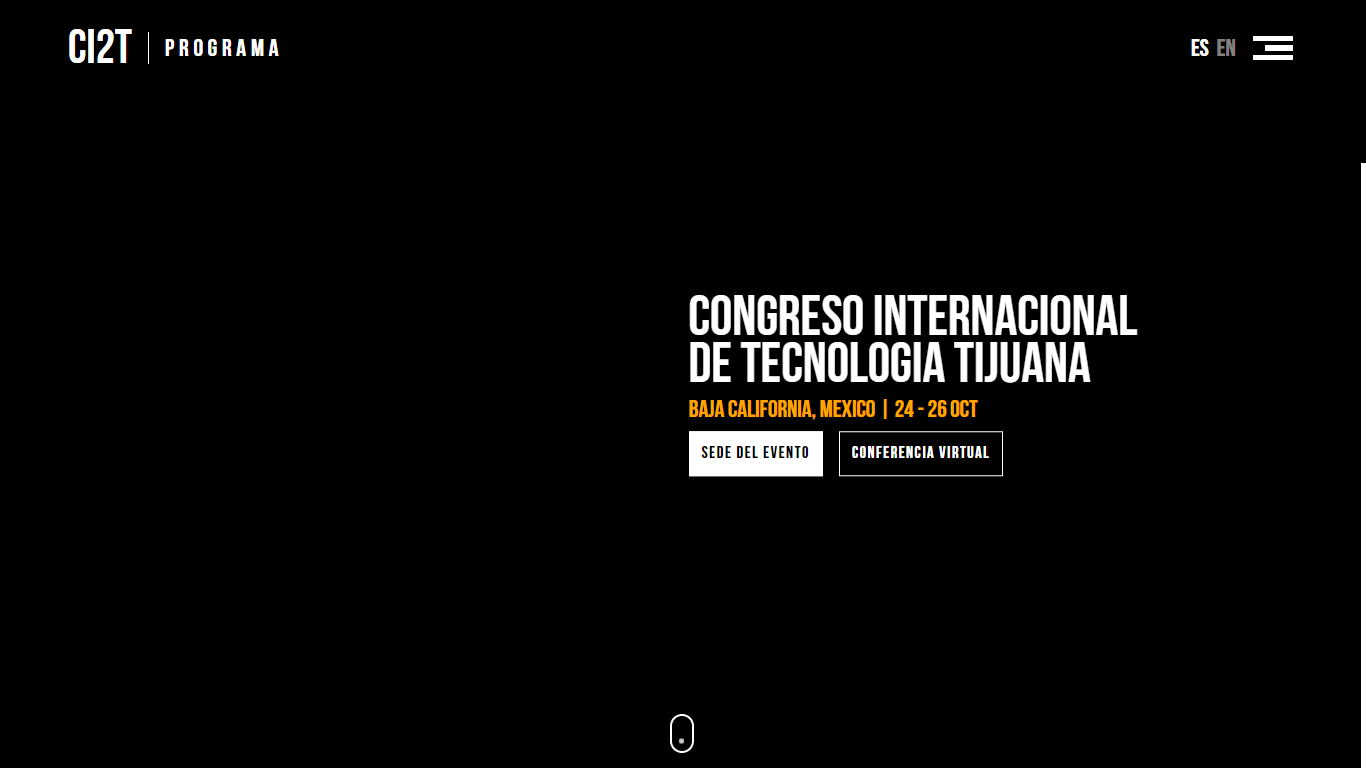 CI2T
PROGRAMA
ES EN
CONGRESO INTERNACIONAL
DE TECNOLOGIA TIJUANA
BAJA CALIFORNIA, MEXICO | 24 - 26 OCT
SEDE DEL EVENTO
CONFERENCIA VIRTUAL